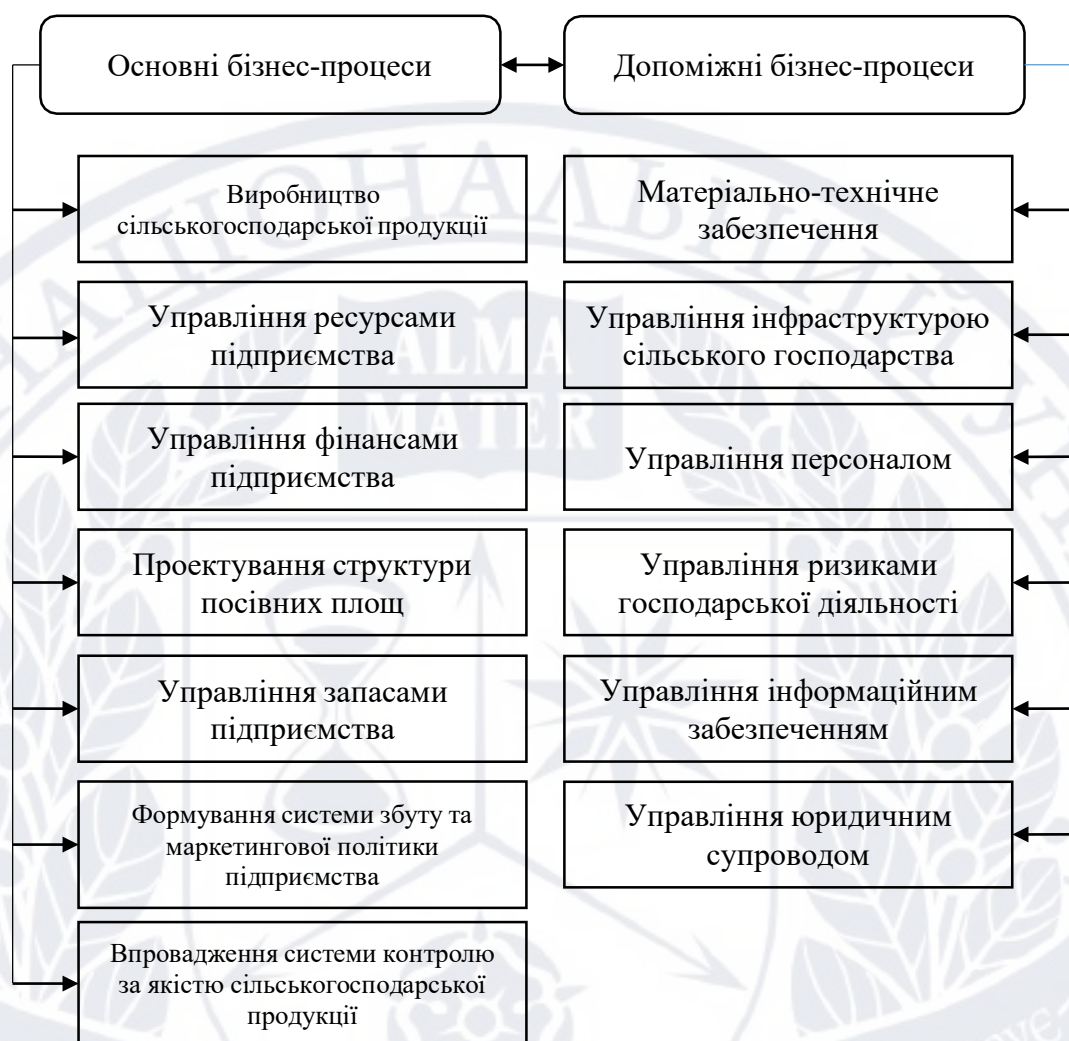 Основні бізнес-процеси
Допоміжні бізнес-процеси
Виробництво
сільськогосподарської продукції
Управління ресурсами
підприємства
Управління фінансами
підприємства
Проектування структури
посівних площ
Управління запасами
підприємства
Формування системи збуту та
маркетингової політики
підприємства
Впровадження системи контролю
за якістю сільськогосподарської
продукції
Матеріально-технічне
забезпечення
Управління інфраструктурою
сільського господарства
Управління персоналом
Управління ризиками
господарської діяльності
Управління інформаційним
забезпеченням
Управління юридичним
супроводом
ALMA
MATER